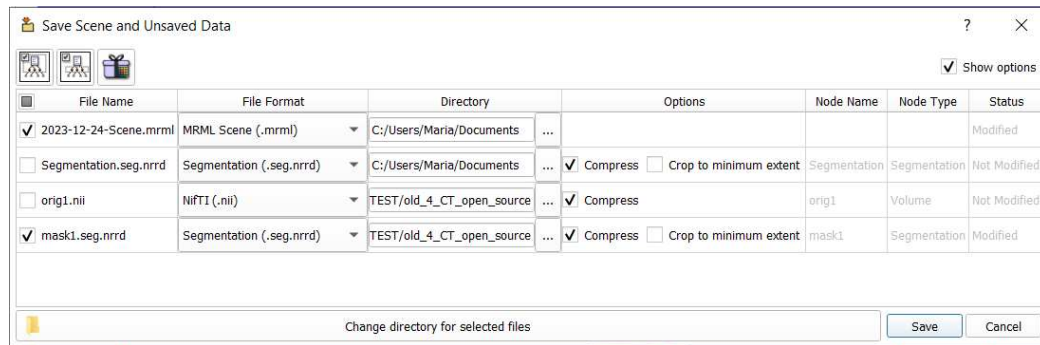 Save Scene and Unsaved Data ?
Show options
File Name File Format Directory Options Node Name Node Type Status
2023-12-24-Scene.mrml MRML Scene (.mrml) C:/Users/Maria/Documents ... Modified
Segmentation.seg.nrrd Segmentation (.seg.nrrd) C:/Users/Maria/Documents ... Compress Crop to minimum extent Segmentation Segmentation Not Modified
orig1.nii NifTI (.nii) TEST/old_4_CT_open_source ... Compress orig1 Volume Not Modified
mask1.seg.nrrd Segmentation (.seg.nrrd) TEST/old_4_CT_open_source ... Compress Crop to minimum extent mask1 Segmentation Modified
Change directory for selected files Save Cancel